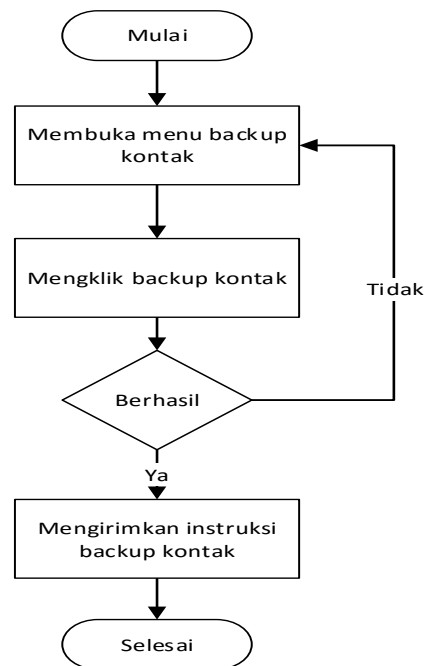 Mulai
Membuka menu backup
kontak
Mengklik backup kontak
Tidak
Berhasil
Ya
Mengirimkan instruksi
backup kontak
Selesai